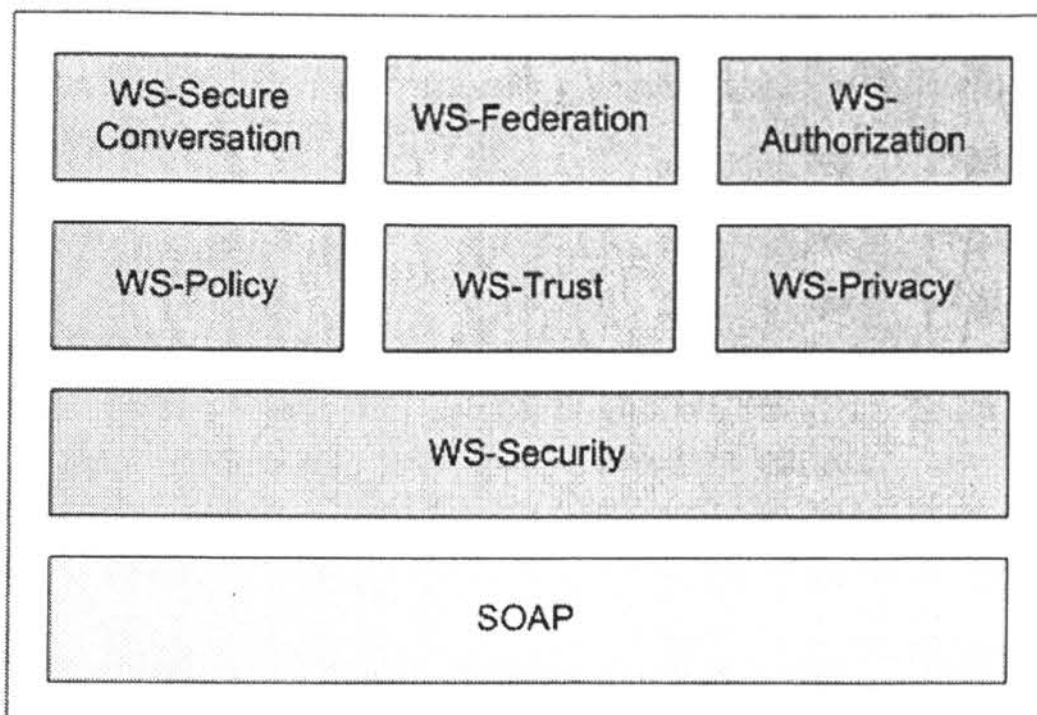 WS-Secure
Conversation
WS-Federation
WS-
Authorization
WS-Policy
WS-Trust
WS-Privacy
WS-Security
SOAP